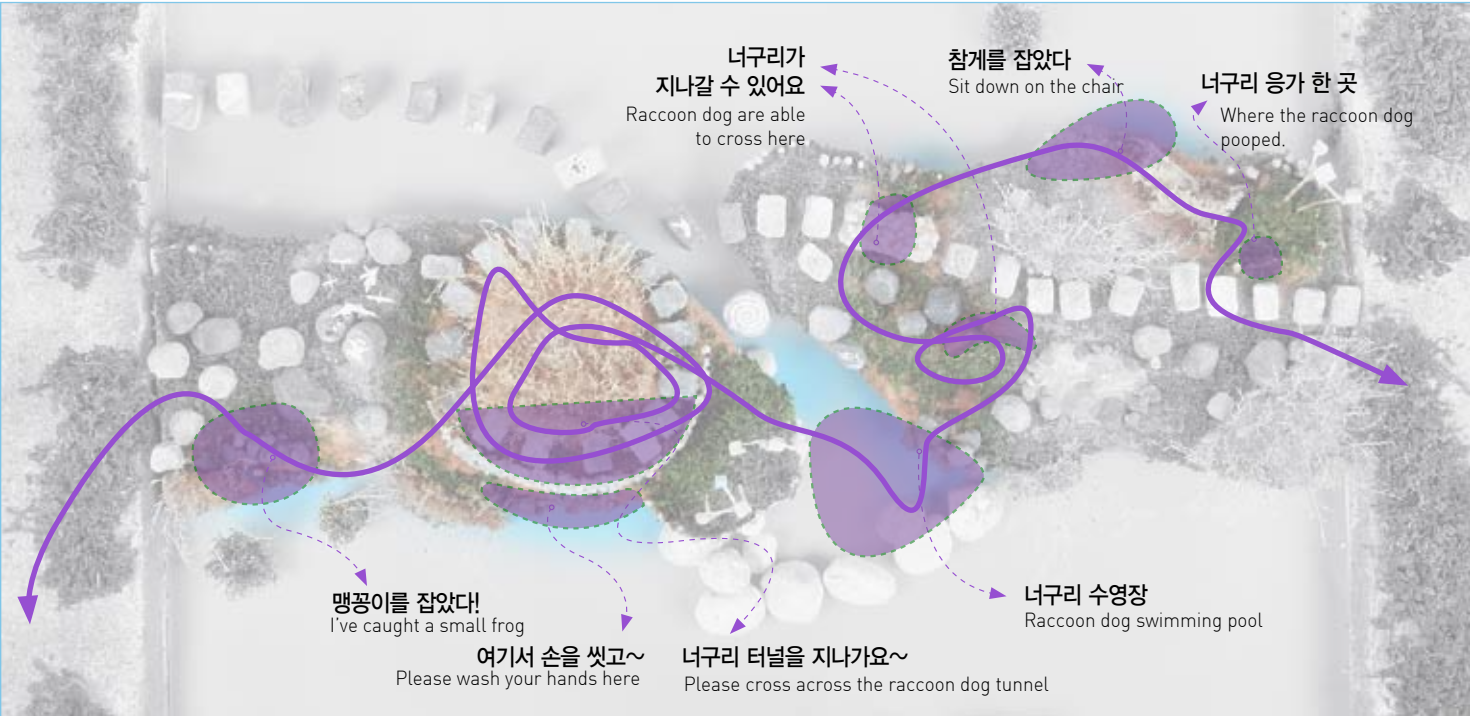 너구리가
지나갈 수 있어요
Raccoon dog are able
to cross here
참게를 잡았다
Sit down on the chair
너구리 응가 한 곳
Where the raccoon dog
pooped.
맹꽁이를 잡았다!
I've caught a small frog
여기서 손을 씻고~
Please wash your hands here
너구리 터널을 지나가요~
Please cross across the raccoon dog tunnel
너구리 수영장
Raccoon dog swimming pool